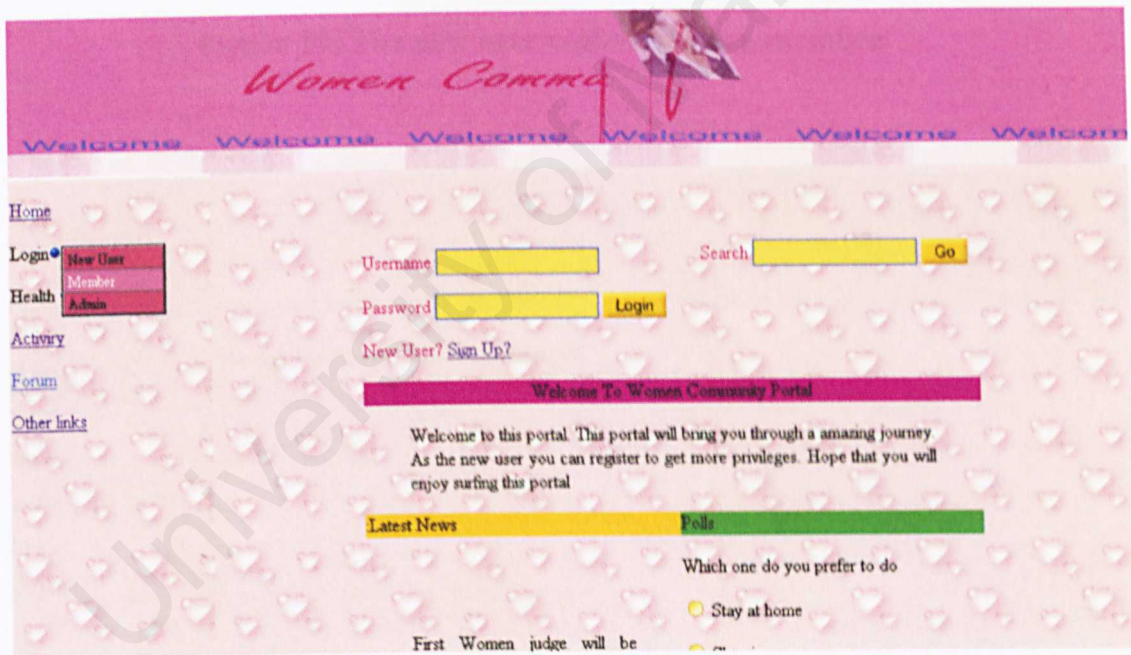 Women Commu
Welcome Welcome Welcome Welcome Welcome Welcom
Home
Login
New User
Member
Admin
Health
Activiry
Forum
Other links
Username
Search
Go
Password
Login
New User? Sign Up?
Welcome To Women Community Portal
Welcome to this portal. This portal will bring you through a amazing journey.
As the new user you can register to get more privileges. Hope that you will
enjoy surfing this portal
Latest News
Polls
Which one do you prefer to do
Stay at home
First Women judge will be
University of